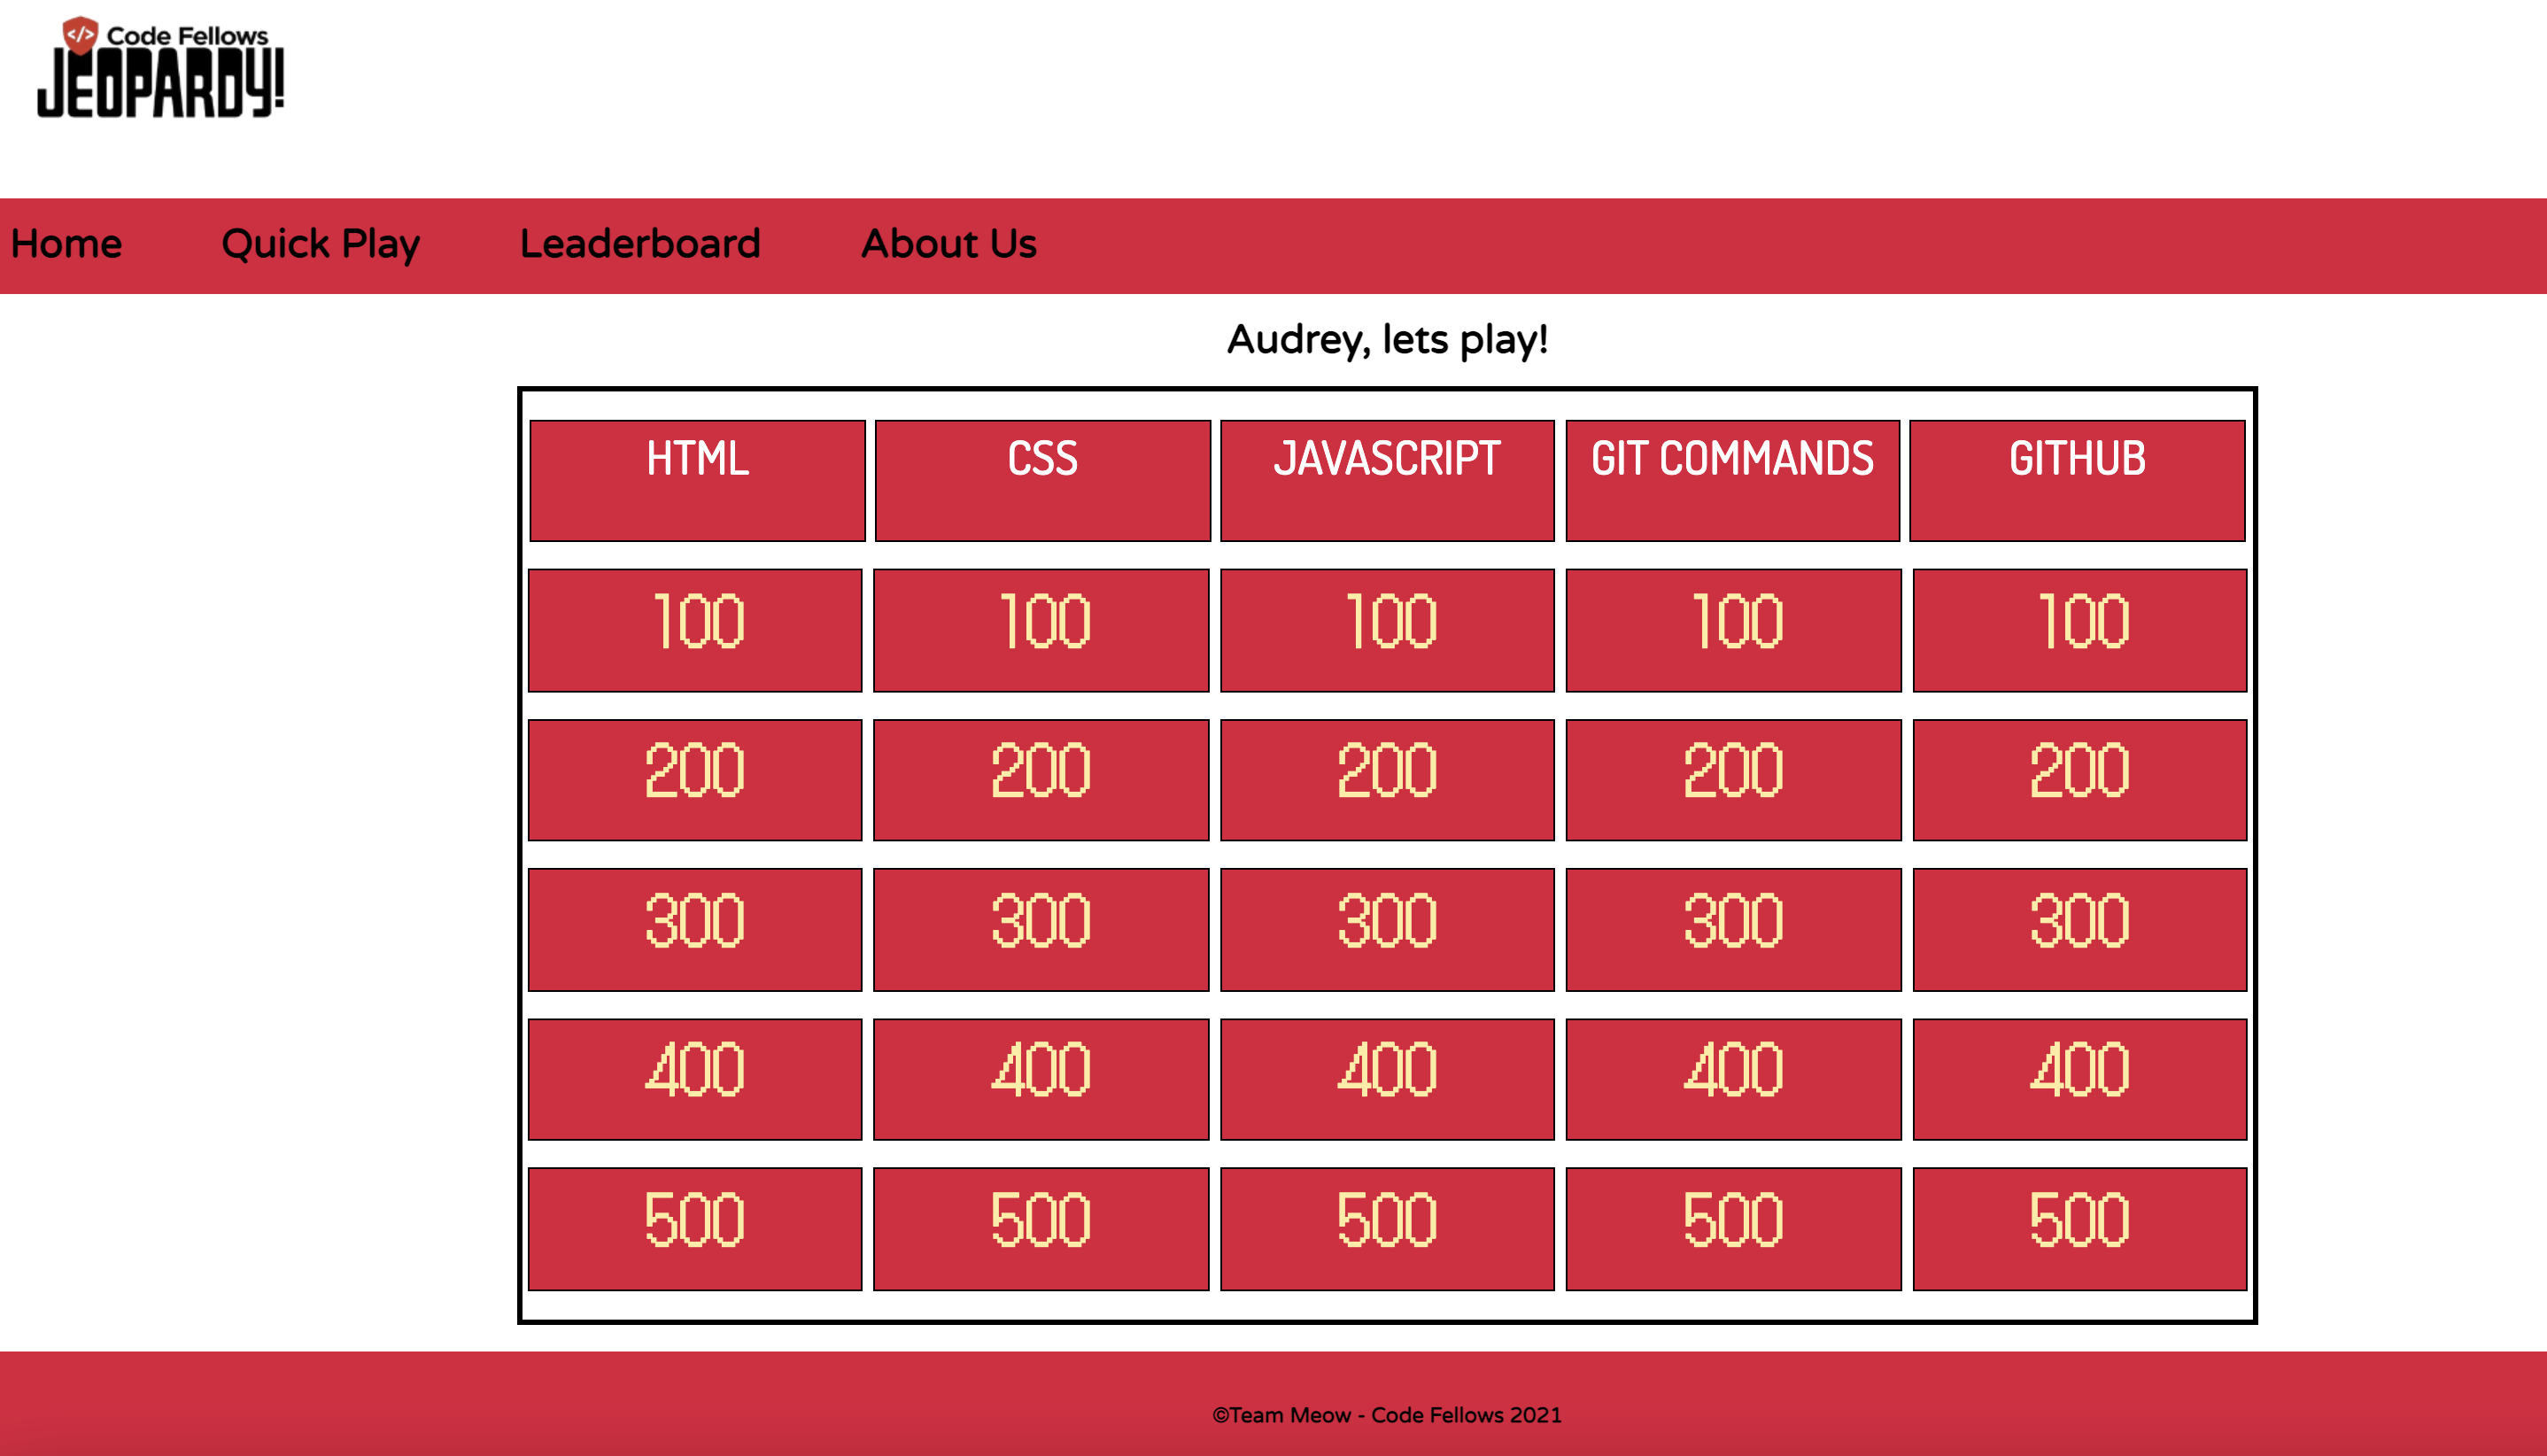 </> Code Fellows
JEOPARDY!
Home Quick Play Leaderboard About Us
Audrey, lets play!
HTML CSS JAVASCRIPT GIT COMMANDS GITHUB
100 100 100 100 100
200 200 200 200 200
300 300 300 300 300
400 400 400 400 400
500 500 500 500 500
©Team Meow - Code Fellows 2021